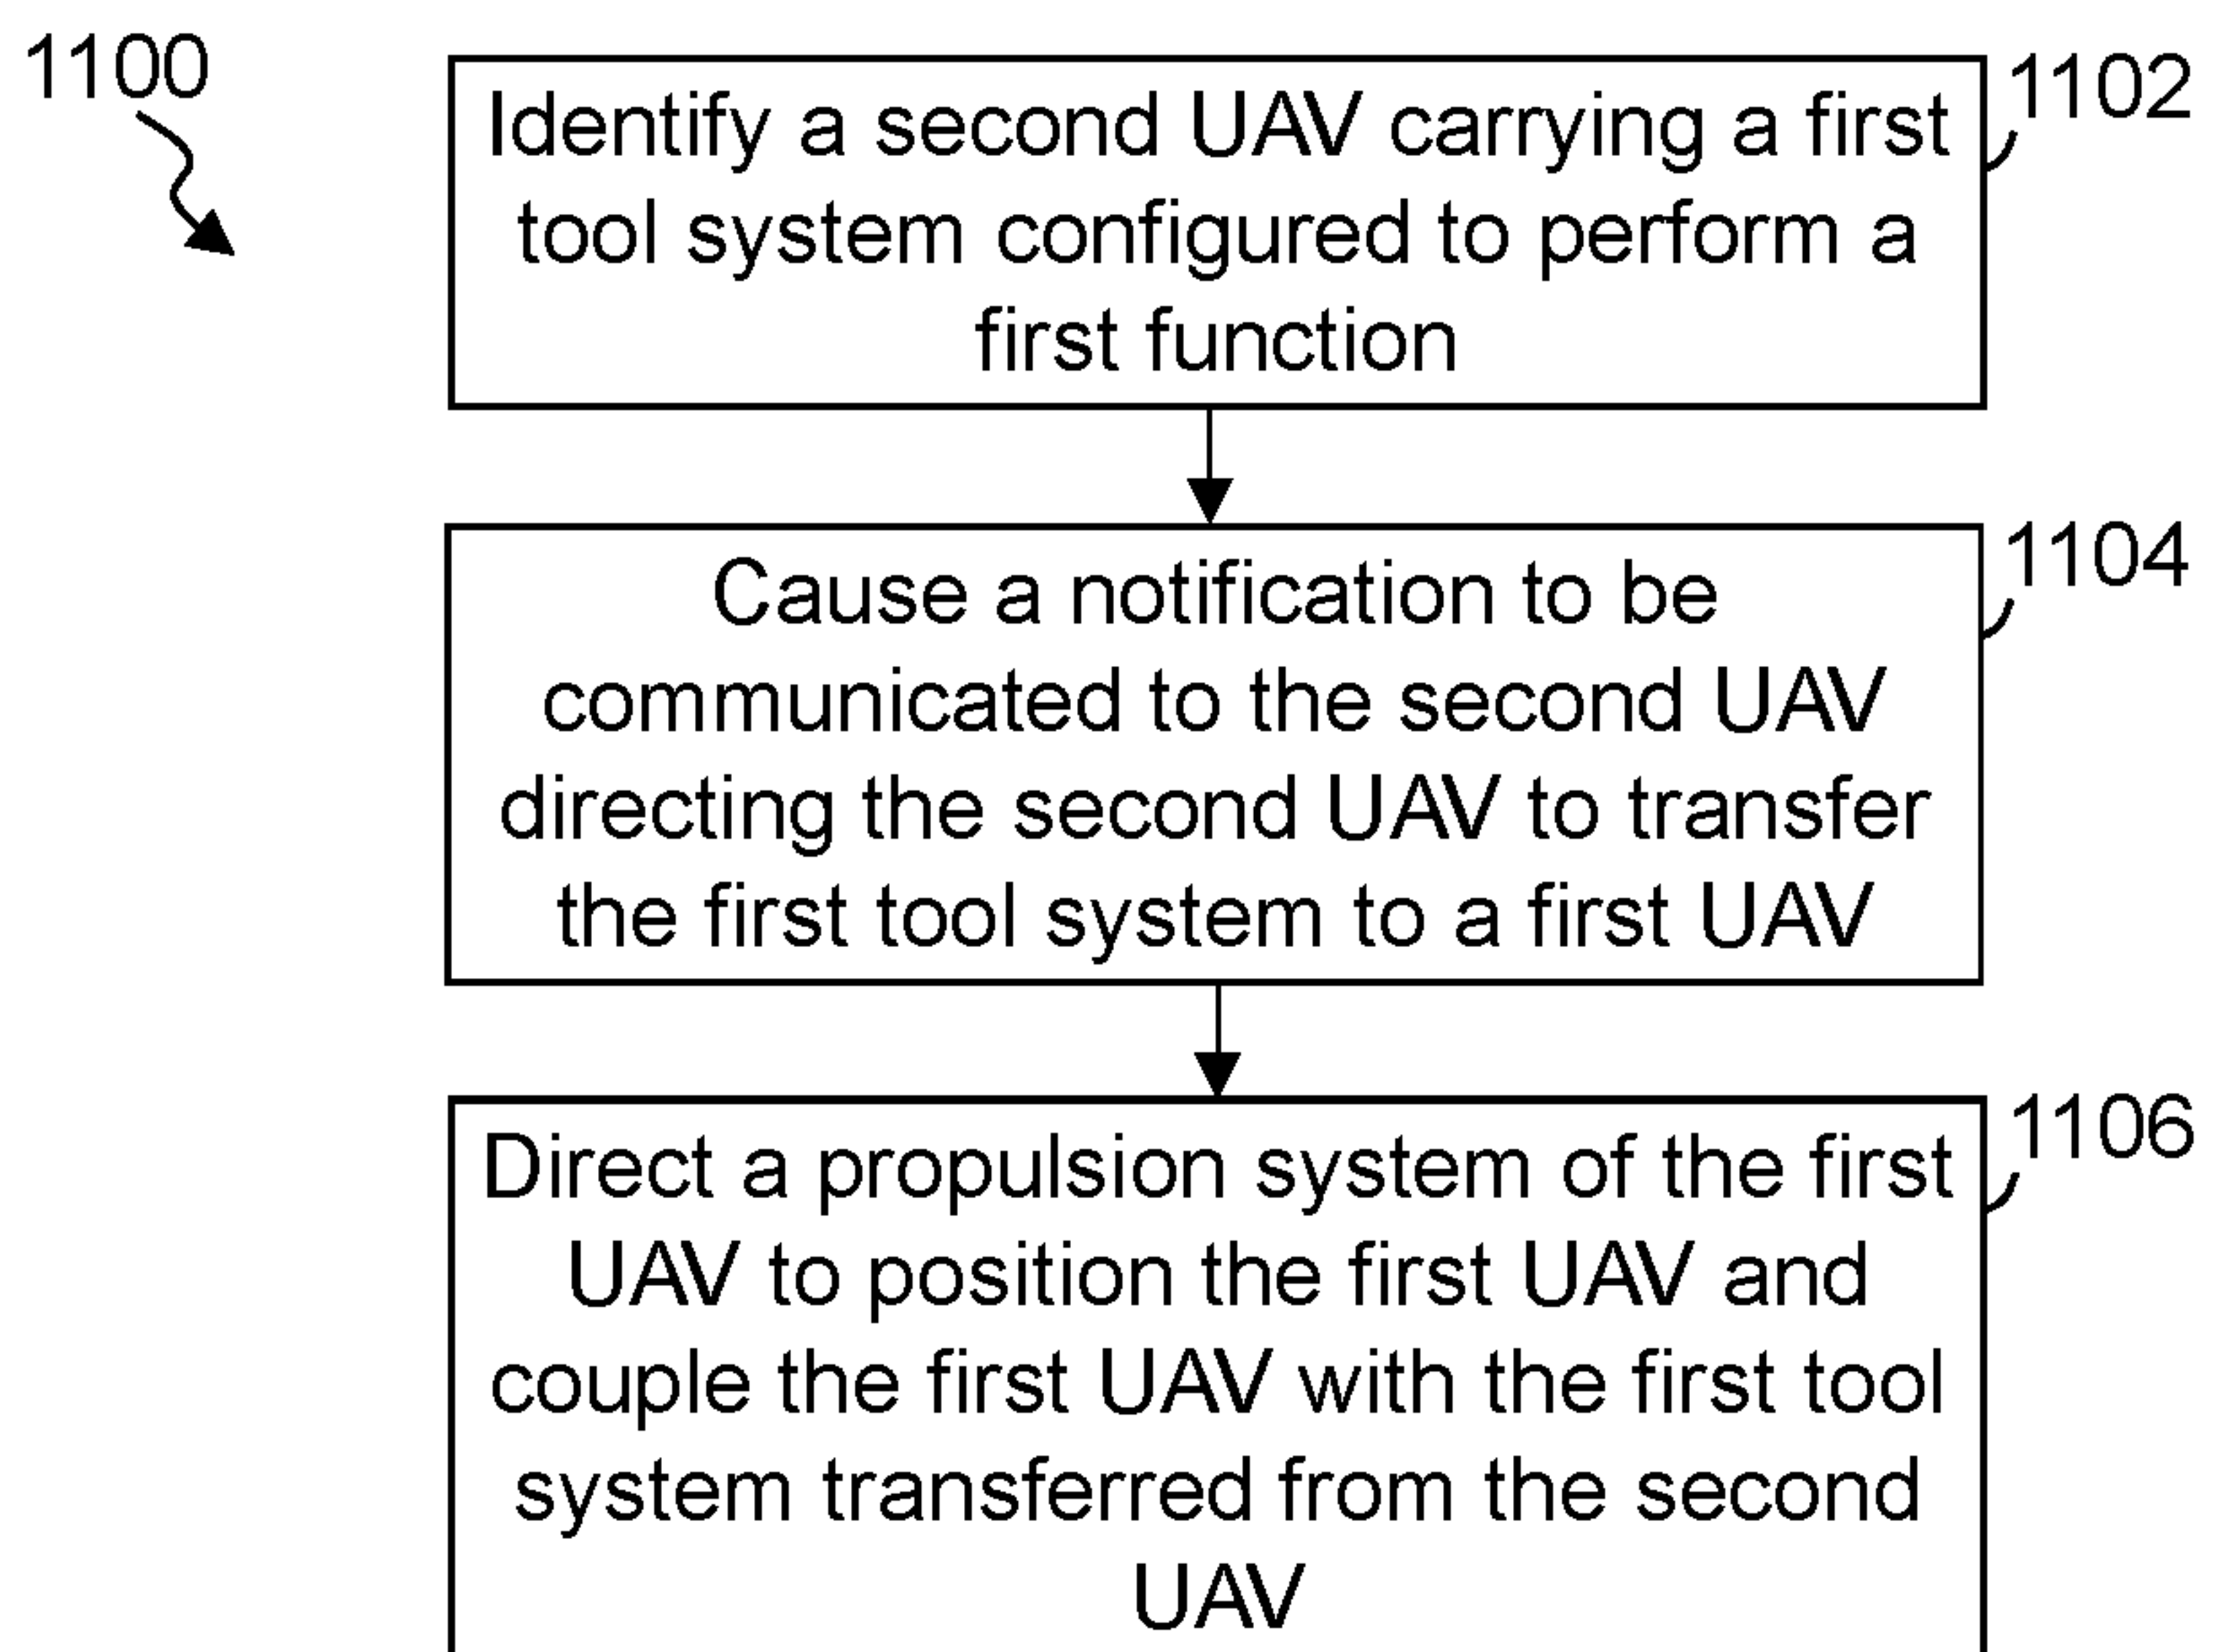 1100
1102
Identify a second UAV carrying a first
tool system configured to perform a
first function
1104
Cause a notification to be
communicated to the second UAV
directing the second UAV to transfer
the first tool system to a first UAV
1106
Direct a propulsion system of the first
UAV to position the first UAV and
couple the first UAV with the first tool
system transferred from the second
UAV